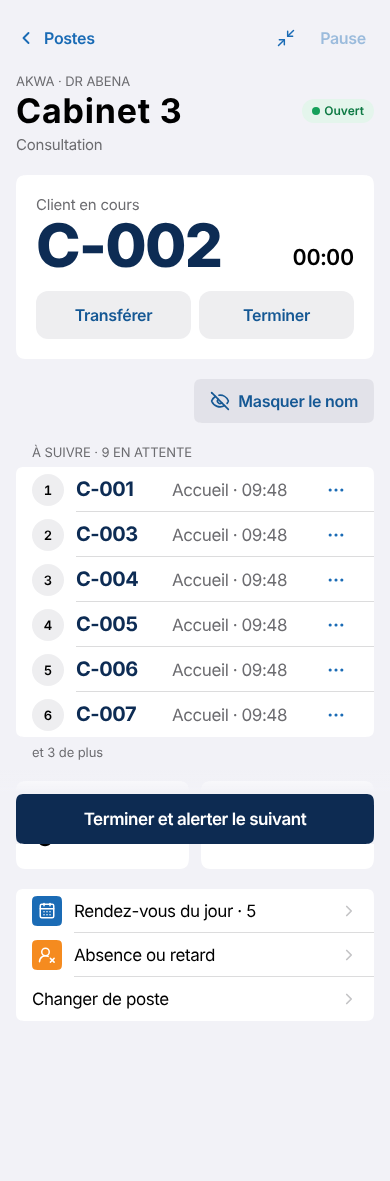 Postes
Pause
AKWA · DR ABENA
Cabinet 3
Ouvert
Consultation
Client en cours
C-002
00:00
Transférer
Terminer
Masquer le nom
À SUIVRE · 9 EN ATTENTE
1 C-001 Accueil · 09:48
2 C-003 Accueil · 09:48
3 C-004 Accueil · 09:48
4 C-005 Accueil · 09:48
5 C-006 Accueil · 09:48
6 C-007 Accueil · 09:48
et 3 de plus
Terminer et alerter le suivant
Rendez-vous du jour · 5
Absence ou retard
Changer de poste